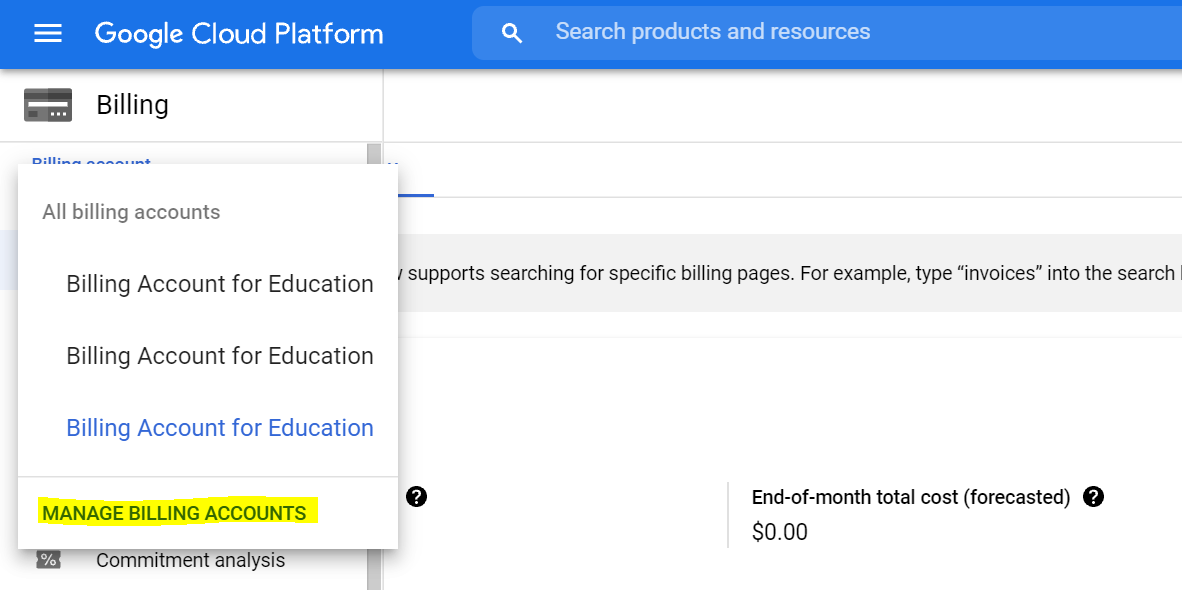 Google Cloud Platform
Search products and resources
Billing
Billing account
All billing accounts
Billing Account for Education
Billing Account for Education
Billing Account for Education
MANAGE BILLING ACCOUNTS
Commitment analysis
supports searching for specific billing pages. For example, type “invoices” into the search
End-of-month total cost (forecasted) ?
$0.00
?
%